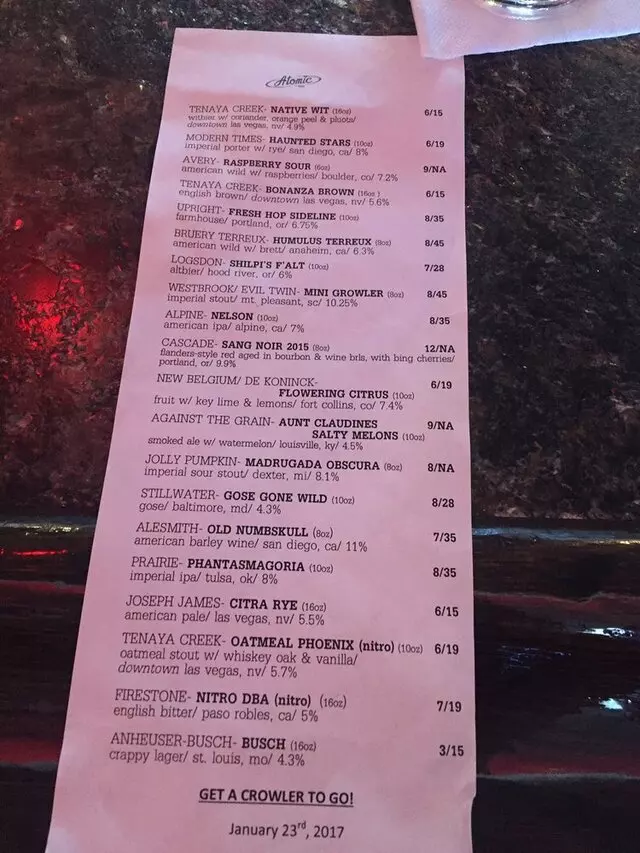 Atomic
TENAYA CREEK- NATIVE WIT (16oz) 6/15
witbier w/ coriander, orange peel & pluots/
downtown las vegas, nv/ 4.9%
MODERN TIMES- HAUNTED STARS (10oz) 6/19
imperial porter w/ rye/ san diego, ca/ 8%
AVERY- RASPBERRY SOUR (6oz) 9/NA
american wild w/ raspberries/ boulder, co/ 7.2%
TENAYA CREEK- BONANZA BROWN (16oz ) 6/15
english brown/ downtown las vegas, nv/ 5.6%
UPRIGHT- FRESH HOP SIDELINE (10oz) 8/35
farmhouse/ portland, or/ 6.75%
BRUERY TERREUX- HUMULUS TERREUX (8oz) 8/45
american wild w/ brett/ anaheim, ca/ 6.3%
LOGSDON- SHILPI'S F'ALT (10oz) 7/28
altbier/ hood river, or/ 6%
WESTBROOK/ EVIL TWIN- MINI GROWLER (8oz) 8/45
imperial stout/ mt. pleasant, sc/ 10.25%
ALPINE- NELSON (10oz) 8/35
american ipa/ alpine, ca/ 7%
CASCADE- SANG NOIR 2015 (8oz) 12/NA
flanders-style red aged in bourbon & wine brls, with bing cherries/
portland, or/ 9.9%
NEW BELGIUM/ DE KONINCK- 6/19
FLOWERING CITRUS (10oz)
fruit w/ key lime & lemons/ fort collins, co/ 7.4%
AGAINST THE GRAIN- AUNT CLAUDINES 9/NA
SALTY MELONS (10oz)
smoked ale w/ watermelon/ louisville, ky/ 4.5%
JOLLY PUMPKIN- MADRUGADA OBSCURA (8oz) 8/NA
imperial sour stout/ dexter, mi/ 8.1%
STILLWATER- GOSE GONE WILD (10oz) 8/28
gose/ baltimore, md/ 4.3%
ALESMITH- OLD NUMBSKULL (8oz) 7/35
american barley wine/ san diego, ca/ 11%
PRAIRIE- PHANTASMAGORIA (10oz) 8/35
imperial ipa/ tulsa, ok/ 8%
JOSEPH JAMES- CITRA RYE (16oz) 6/15
american pale/ las vegas, nv/ 5.5%
TENAYA CREEK- OATMEAL PHOENIX (nitro) (10oz) 6/19
oatmeal stout w/ whiskey oak & vanilla/
downtown las vegas, nv/ 5.7%
FIRESTONE- NITRO DBA (nitro) (16oz) 7/19
english bitter/ paso robles, ca/ 5%
ANHEUSER-BUSCH- BUSCH (16oz) 3/15
crappy lager/ st. louis, mo/ 4.3%
GET A CROWLER TO GO!
January 23rd, 2017